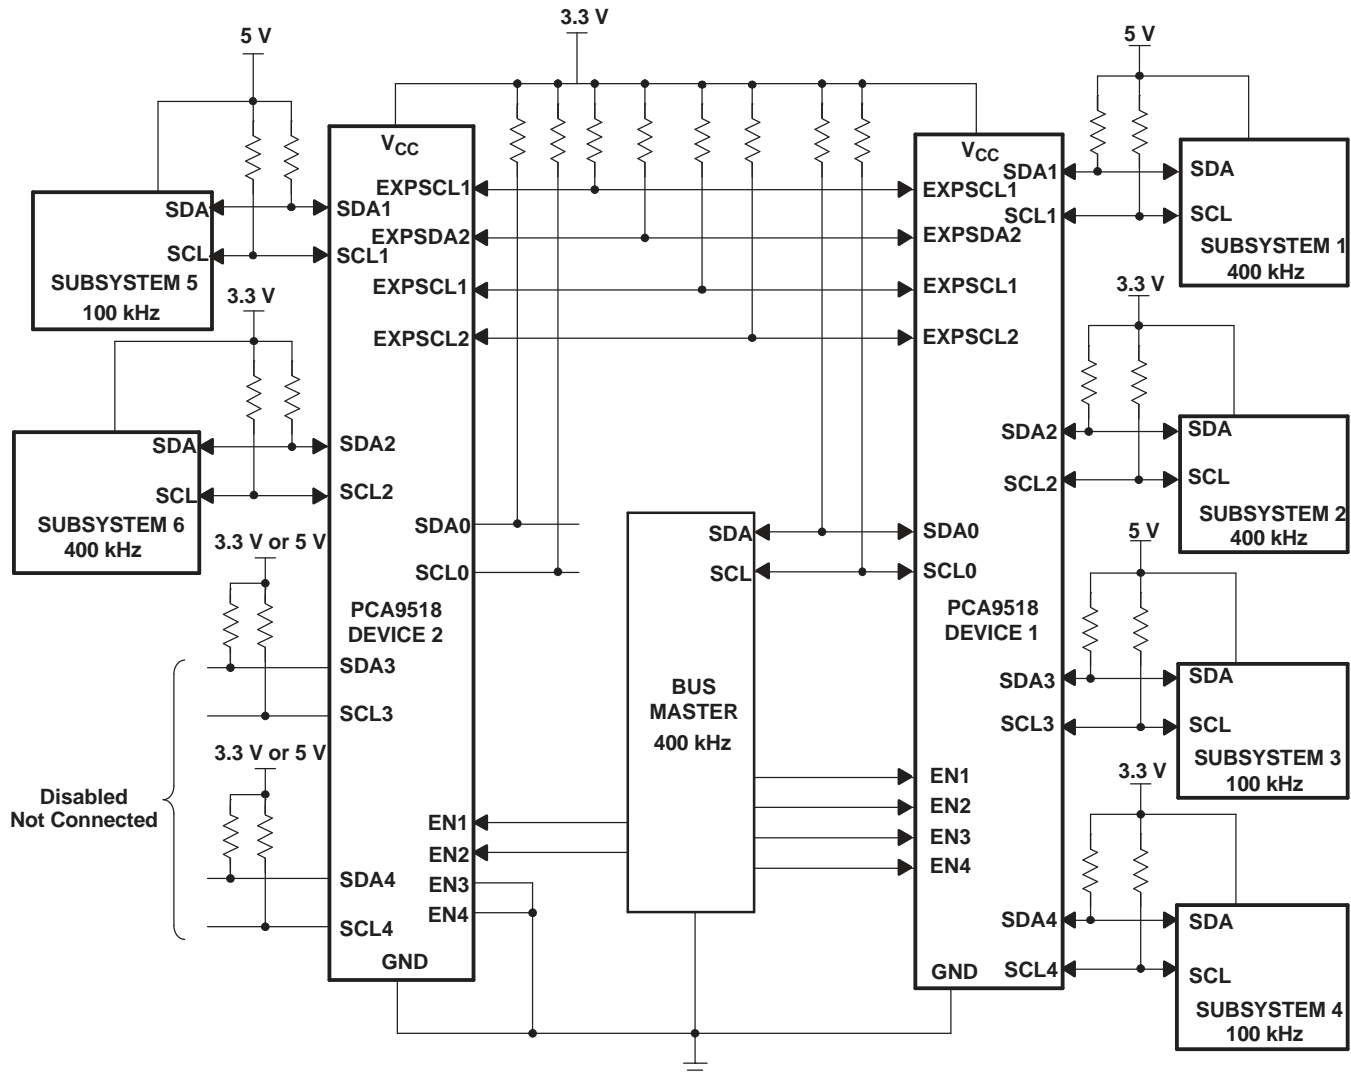 3.3 V
5 V
5 V
VCC
VCC
SDA1
SDA
EXPSCL1
EXPSCL1
SDA
SDA1
SCL1
SCL
EXPSDA2
EXPSDA2
SCL
SCL1
SUBSYSTEM 1
400 kHz
SUBSYSTEM 5
100 kHz
EXPSCL1
EXPSCL1
3.3 V
3.3 V
EXPSCL2
EXPSCL2
SDA
SDA2
SDA2
SDA
SCL
SCL2
SCL2
SCL
SUBSYSTEM 6
400 kHz
SUBSYSTEM 2
400 kHz
SDA0
SDA
SDA0
5 V
3.3 V or 5 V
SCL0
SCL
SCL0
PCA9518
DEVICE 2
PCA9518
DEVICE 1
SDA3
SDA3
SDA
BUS
MASTER
400 kHz
SCL3
SCL3
SCL
3.3 V or 5 V
SUBSYSTEM 3
100 kHz
3.3 V
Disabled
Not Connected
EN1
EN2
EN3
EN4
EN1
EN2
EN3
EN4
SDA4
SCL4
GND
SDA4
SDA
GND
SCL4
SCL
SUBSYSTEM 4
100 kHz